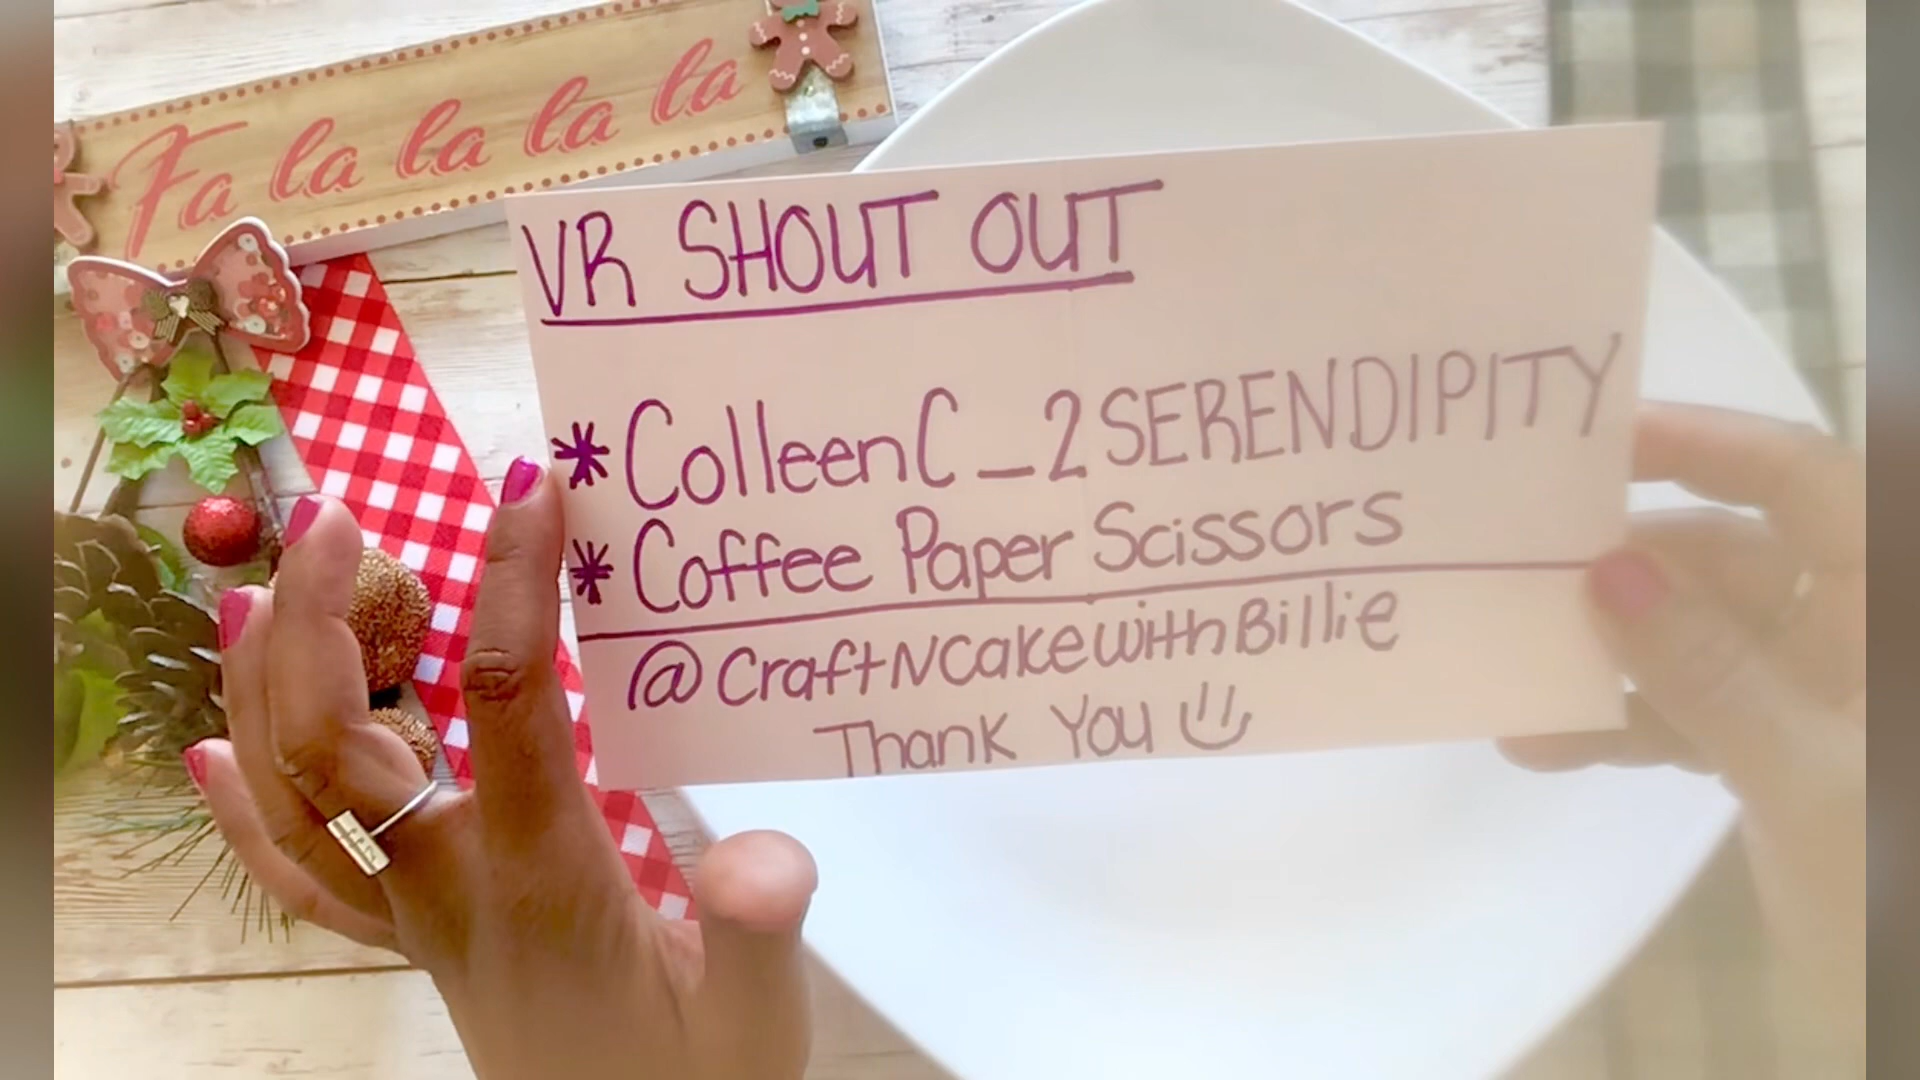 Fa la la la la
VR SHOUT OUT
*ColleenC_2SERENDIPITY
*Coffee Paper Scissors
@CraftNCakewithBillie
Thank You